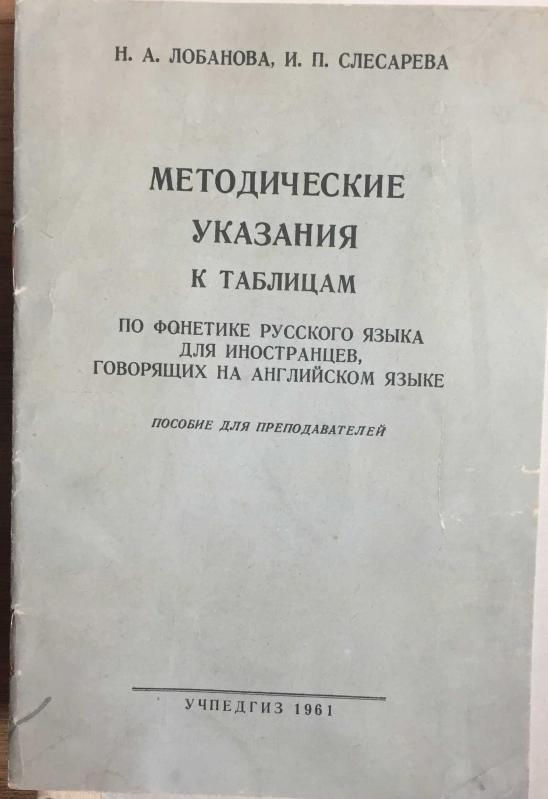 Н. А. ЛОБАНОВА, И. П. СЛЕСАРЕВА
МЕТОДИЧЕСКИЕ
УКАЗАНИЯ
К ТАБЛИЦАМ
ПО ФОНЕТИКЕ РУССКОГО ЯЗЫКА
ДЛЯ ИНОСТРАНЦЕВ,
ГОВОРЯЩИХ НА АНГЛИЙСКОМ ЯЗЫКЕ
ПОСОБИЕ ДЛЯ ПРЕПОДАВАТЕЛЕЙ
УЧПЕДГИЗ 1961